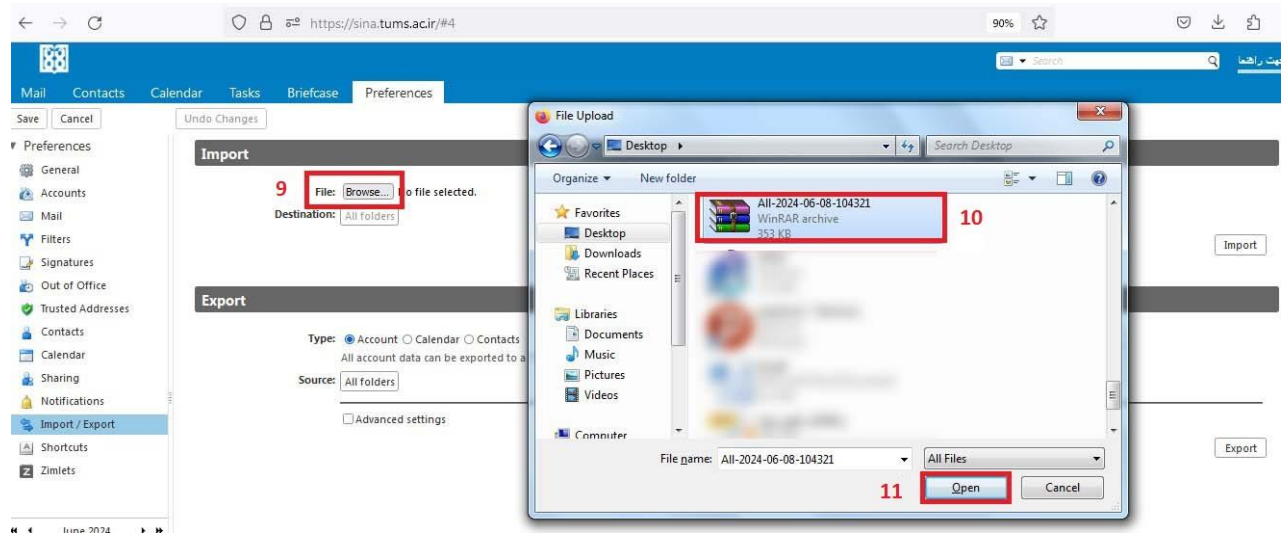 https://sina.tums.ac.ir/#4
90%
Search
جهت راهنما
Mail Contacts Calendar Tasks Briefcase Preferences
Save Cancel Undo Changes
Preferences
General
Accounts
Mail
Filters
Signatures
Out of Office
Trusted Addresses
Contacts
Calendar
Sharing
Notifications
Import / Export
Shortcuts
Zimlets
June 2024
Import
9 File: Browse... No file selected.
Destination: All folders
Import
Export
Type: Account Calendar Contacts
All account data can be exported to a
Source: All folders
Advanced settings
Export
File Upload
Desktop
Search Desktop
Organize New folder
Favorites
Desktop
Downloads
Recent Places
Libraries
Documents
Music
Pictures
Videos
Computer
All-2024-06-08-104321
WinRAR archive
353 KB
10
File name: All-2024-06-08-104321 All Files
11 Open Cancel